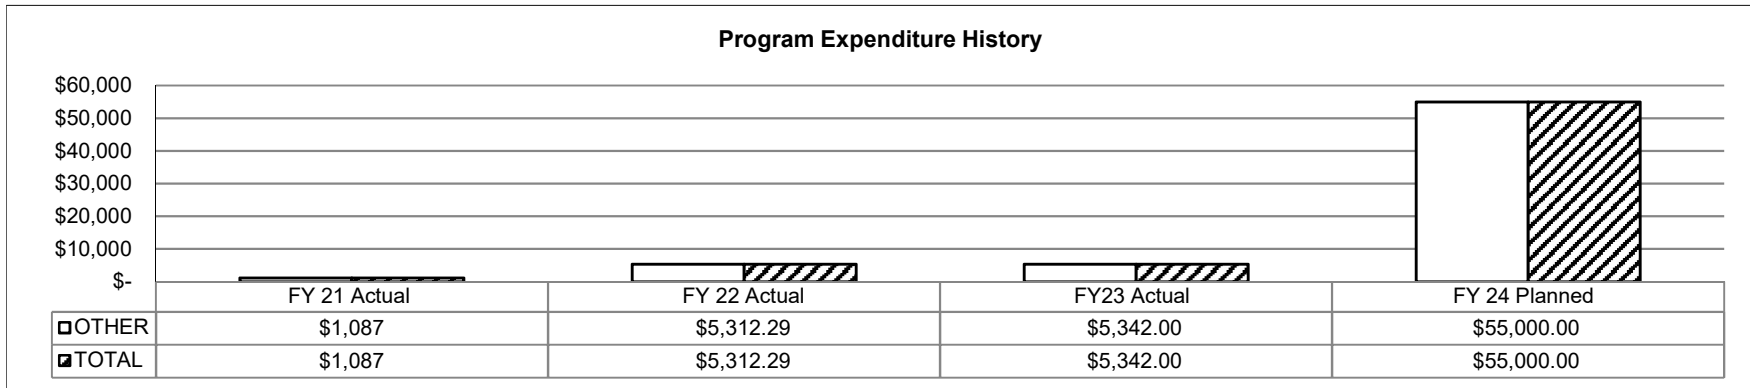 Program Expenditure History
$60,000
$50,000
$40,000
$30,000
$20,000
$10,000
$-
FY 21 Actual FY 22 Actual FY23 Actual FY 24 Planned
OTHER $1,087 $5,312.29 $5,342.00 $55,000.00
TOTAL $1,087 $5,312.29 $5,342.00 $55,000.00